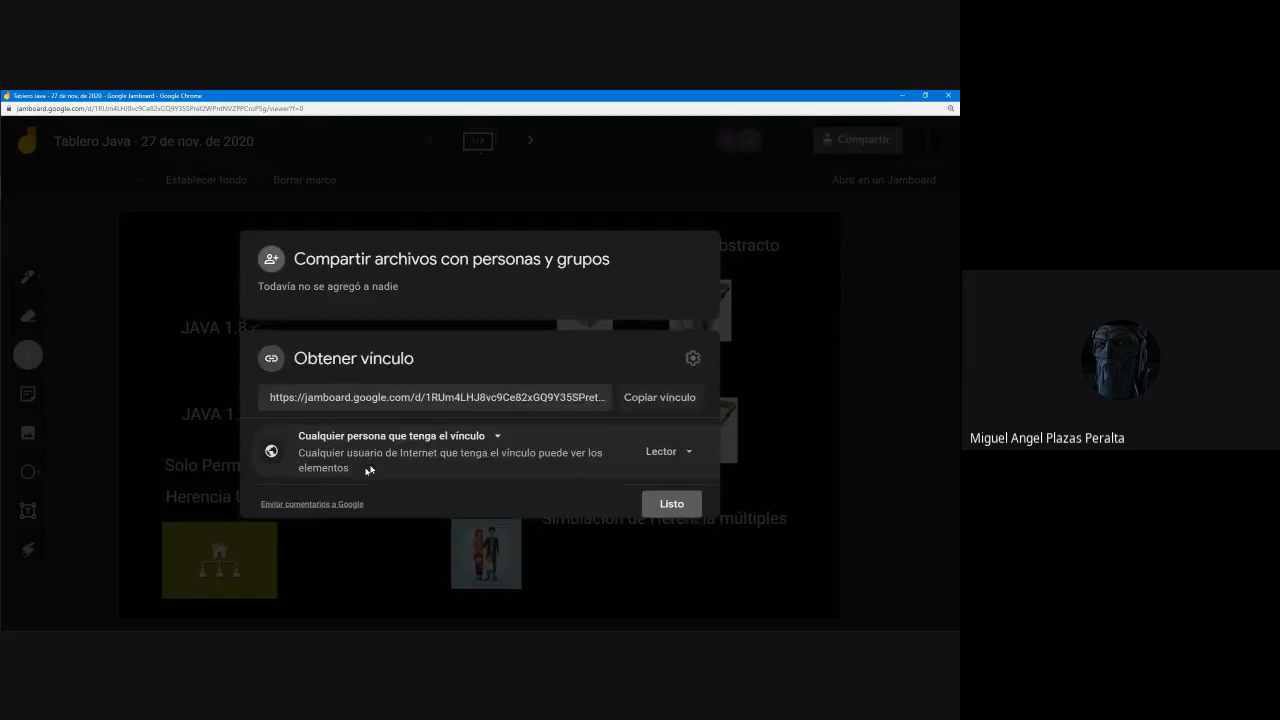 Tablero Java - 27 de nov. de 2020 - Google Jamboard - Google Chrome
Tablero Java - 27 de nov. de 2020
1/2
Compartir
Establecer fondo
Borrar marco
Abrir en un Jamboard
Compartir archivos con personas y grupos
Todavía no se agregó a nadie
JAVA 1.8
Obtener vínculo
https://jamboard.google.com/d/1RUm4LHJ8vc9Ce82xGQ9Y35SPret...
Copiar vínculo
JAVA 1.
Cualquier persona que tenga el vínculo
Cualquier usuario de Internet que tenga el vínculo puede ver los
elementos
Lector
Solo Perm
Herencia
Enviar comentarios a Google
Listo
múltiples
Miguel Angel Plazas Peralta